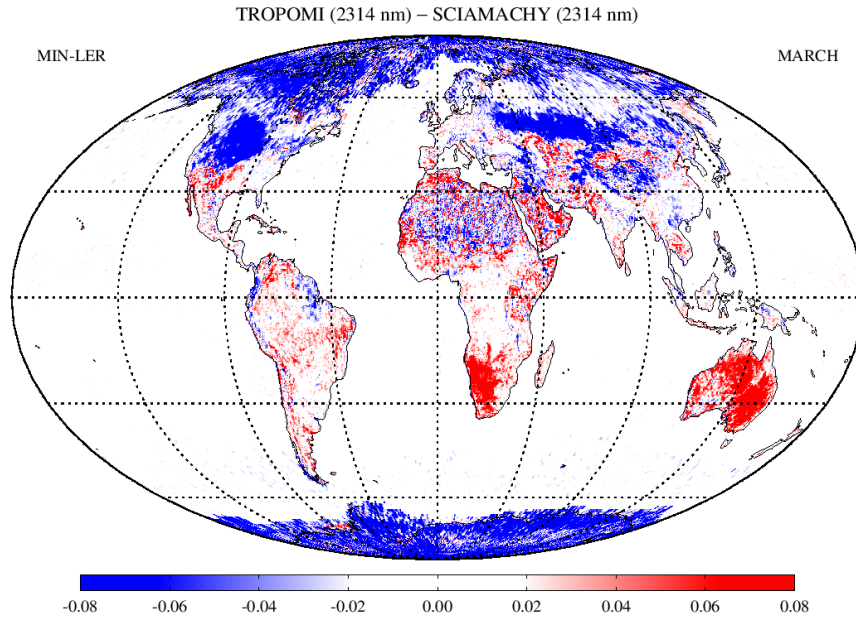 TROPOMI (2314 nm) – SCIAMACHY (2314 nm)
MIN-LER
MARCH
-0.08 -0.06 -0.04 -0.02 0.00 0.02 0.04 0.06 0.08